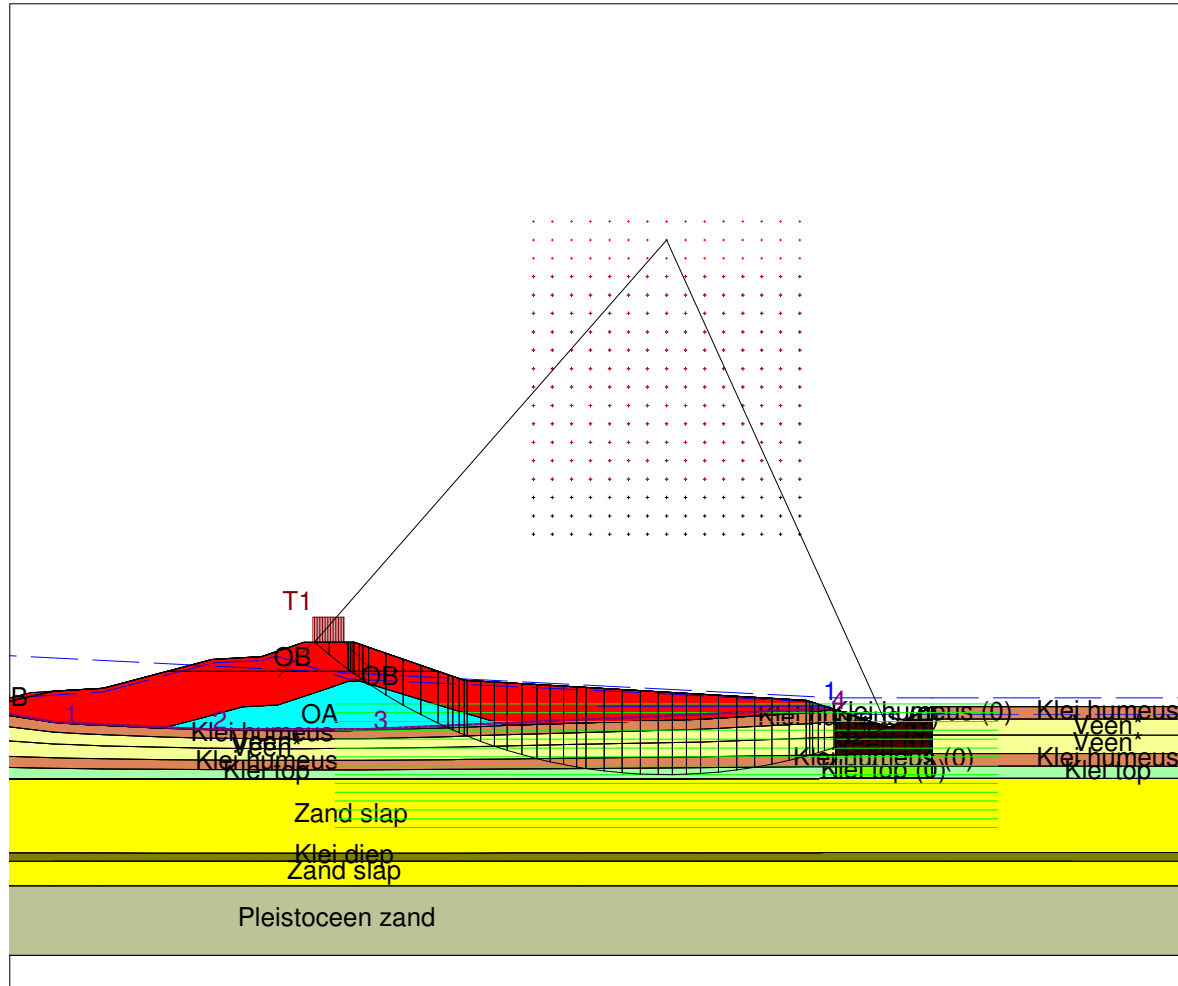 T1
OB
OB
B
1
4
1
2
OA
3
Klei humeus (0)
Klei humeus
Klei humeus
Veen*
Veen*
Klei humeus
Klei humeus (0)
Klei humeus
Klei top
Klei top (0)
Klei top
Zand slap
Klei diep
Zand slap
Pleistoceen zand